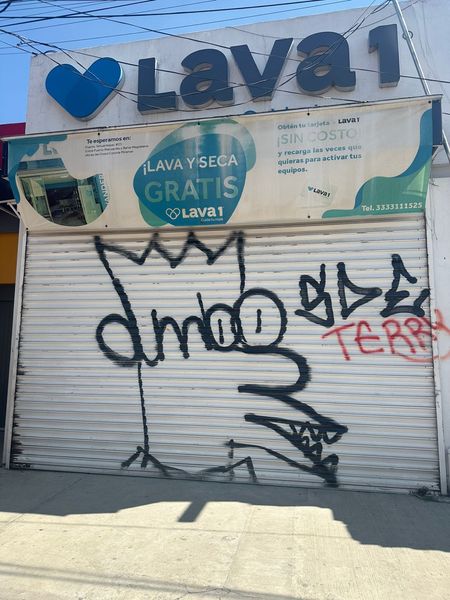 Lava1
Te esperamos en:
¡LAVA Y SECA
GRATIS
Lava1
Obtén tu tarjeta Lava1
¡SIN COSTO!
y recarga las veces que
quieras para activar tus
equipos.
Lava1
Tel. 3333111525
SDE
TERRY